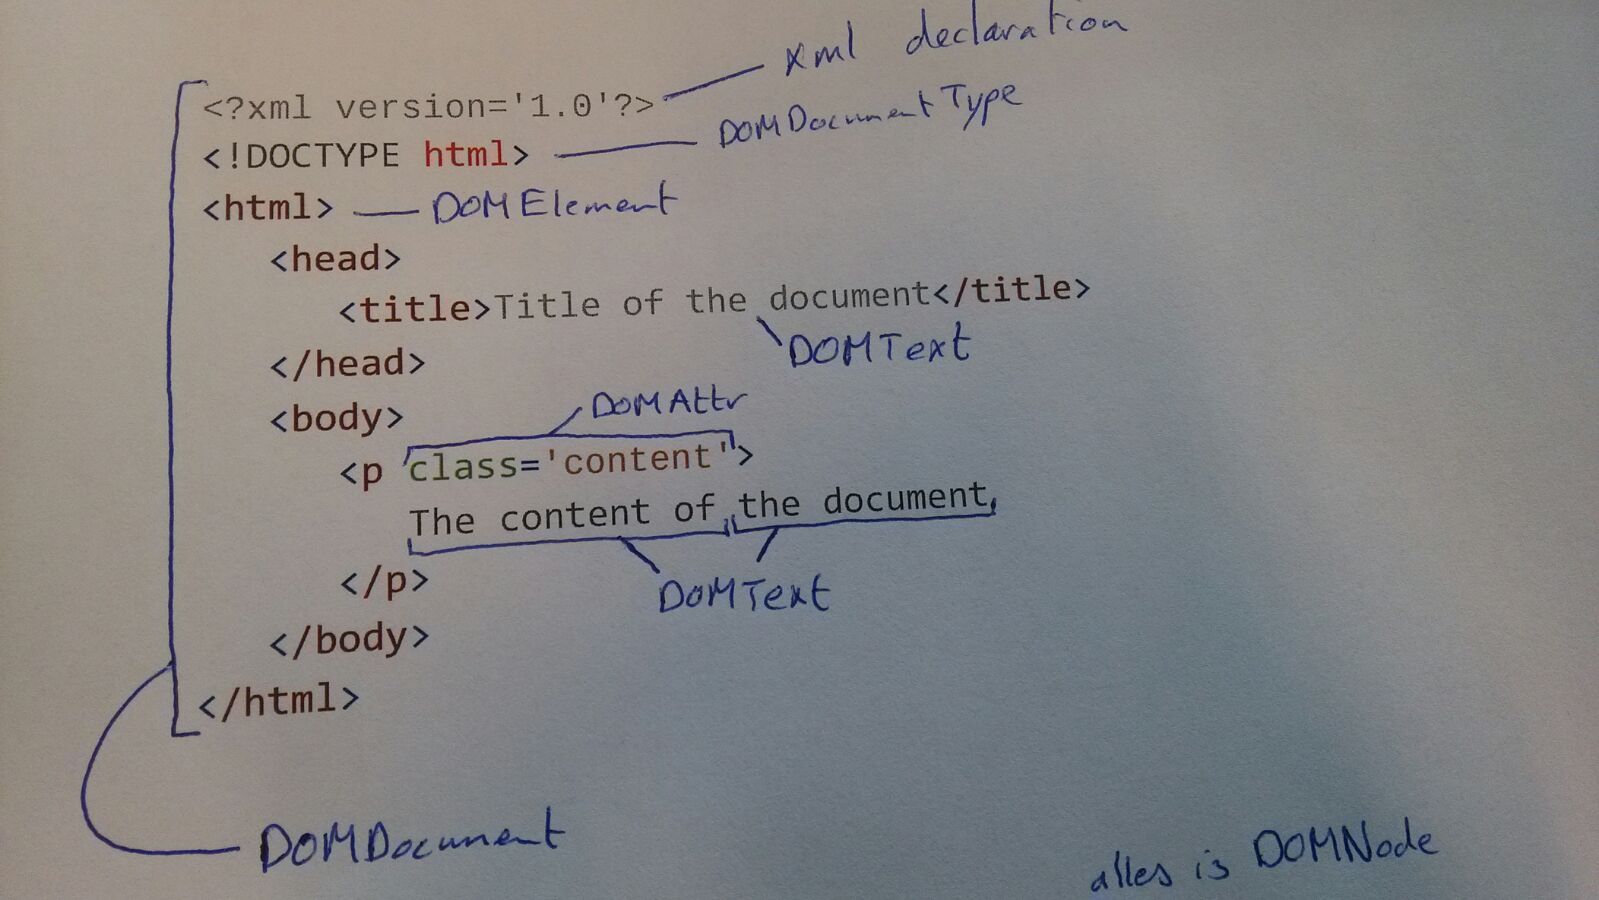 xml declaration
<?xml version='1.0'?>
DOMDocumentType
<!DOCTYPE html>
<html> DOMElement
<head>
<title>Title of the document</title>
DOMText
</head>
DOMAttr
<body>
<p class='content'>
The content of the document
DOMText
</p>
</body>
</html>
DOMDocument
alles is DOMNode